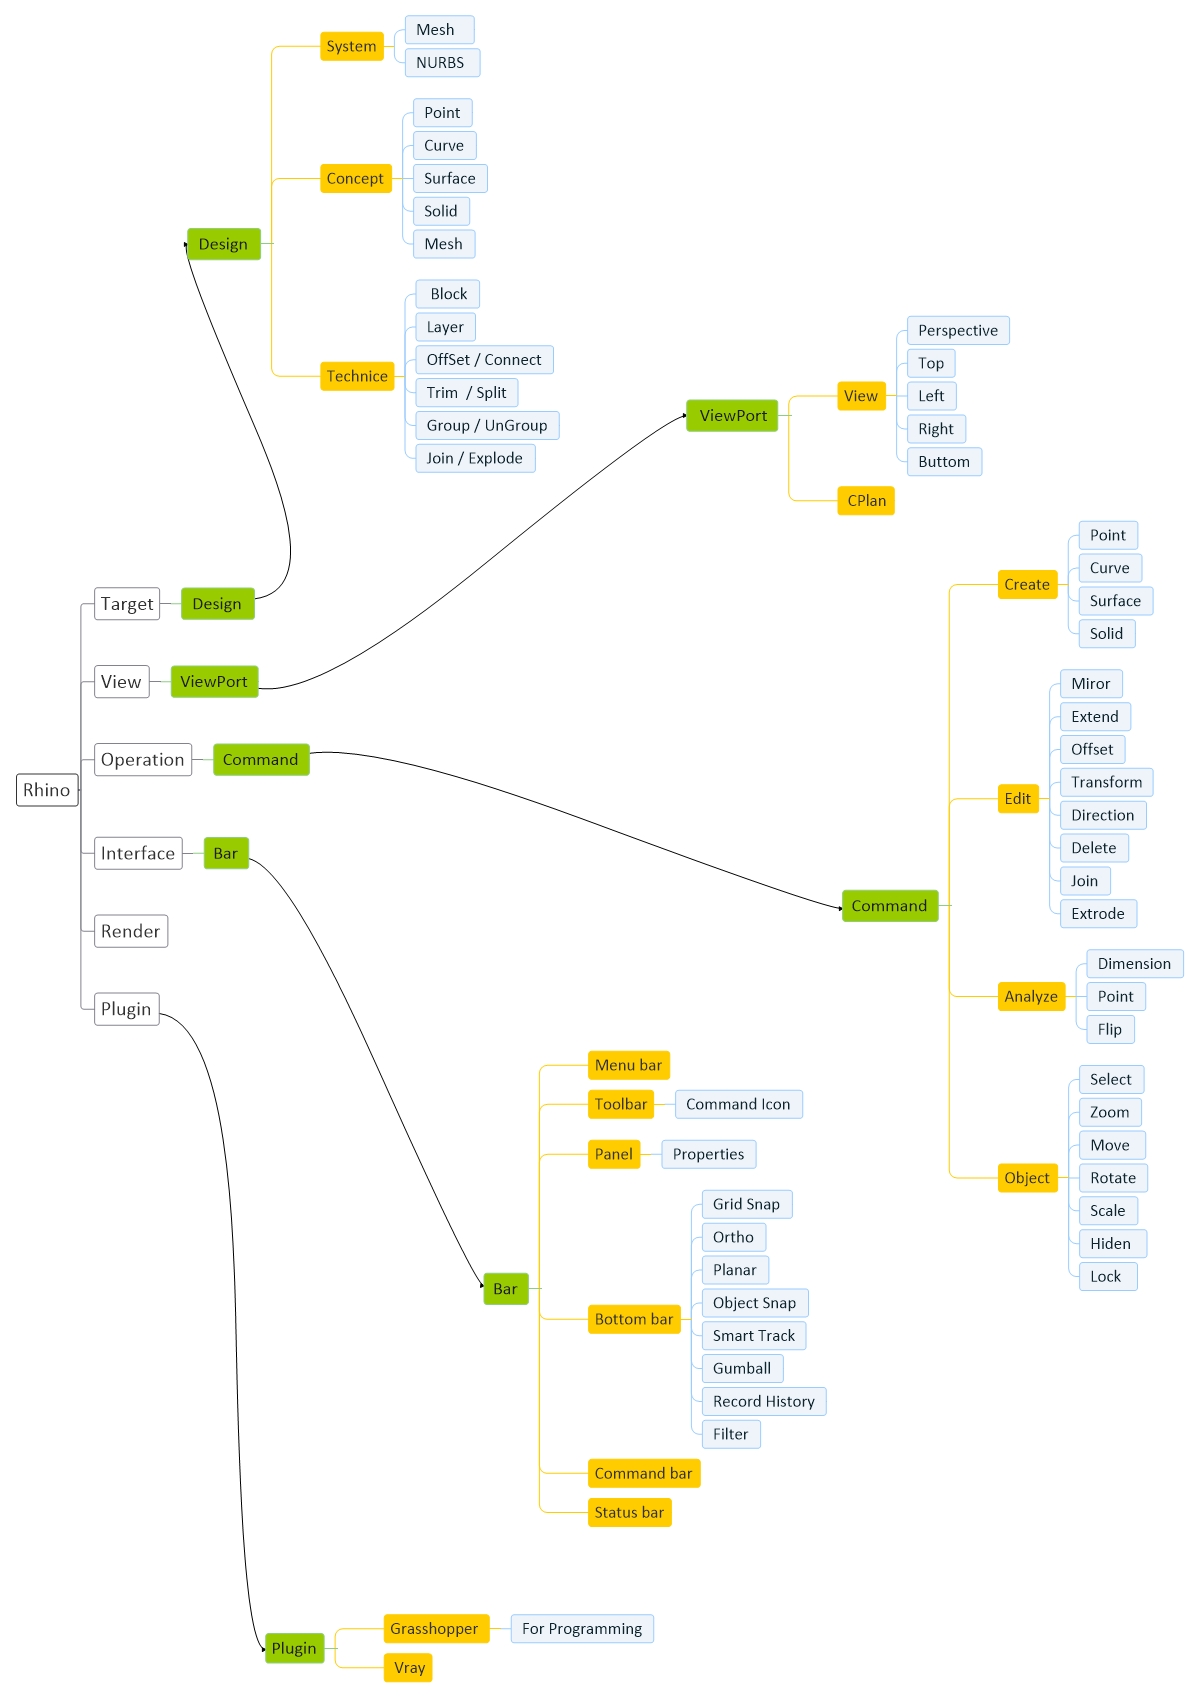 System
Mesh
NURBS
Concept
Point
Curve
Surface
Solid
Mesh
Design
Technice
Block
Layer
OffSet / Connect
Trim / Split
Group / UnGroup
Join / Explode
ViewPort
View
Perspective
Top
Left
Right
Buttom
CPlan
Rhino
Target
Design
View
ViewPort
Operation
Command
Interface
Bar
Render
Plugin
Command
Create
Point
Curve
Surface
Solid
Edit
Miror
Extend
Offset
Transform
Direction
Delete
Join
Extrode
Analyze
Dimension
Point
Flip
Object
Select
Zoom
Move
Rotate
Scale
Hiden
Lock
Bar
Menu bar
Toolbar
Command Icon
Panel
Properties
Bottom bar
Grid Snap
Ortho
Planar
Object Snap
Smart Track
Gumball
Record History
Filter
Command bar
Status bar
Plugin
Grasshopper
For Programming
Vray